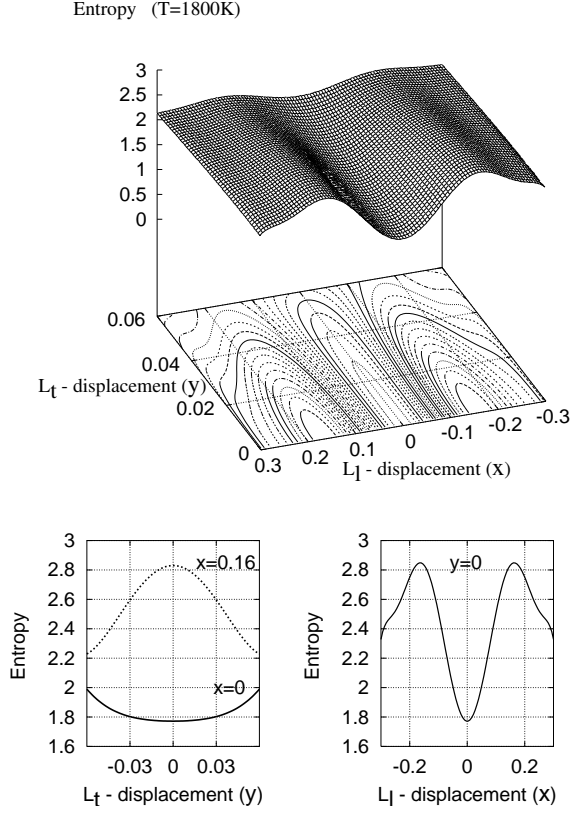 Entropy (T=1800K)
3
2.5
2
1.5
1
0.5
0
0.06
0.04
0.02
0
Lt - displacement (y)
0.3 0.2 0.1 0 -0.1 -0.2 -0.3
Ll - displacement (x)
3
2.8
2.6
2.4
2.2
2
1.8
1.6
Entropy
x=0.16
x=0
-0.03 0 0.03
Lt - displacement (y)
3
2.8
2.6
2.4
2.2
2
1.8
1.6
Entropy
y=0
-0.2 0 0.2
Ll - displacement (x)